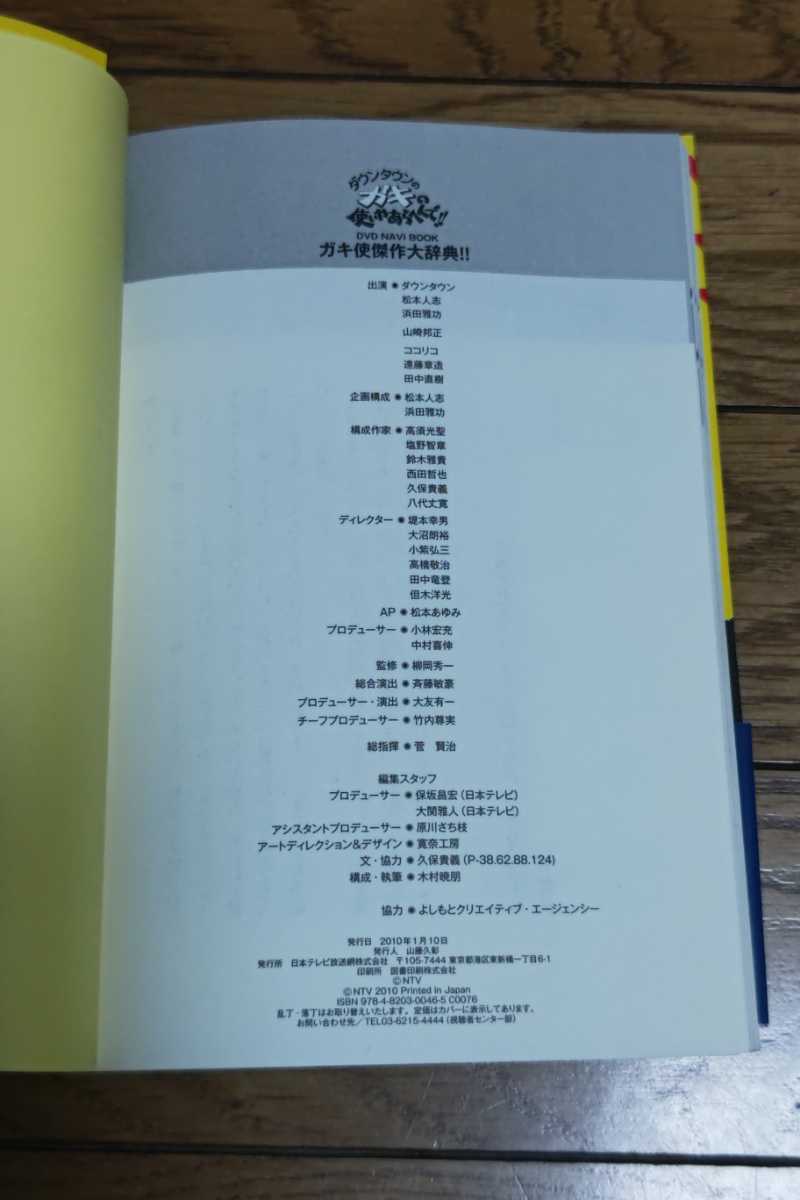 ダウンタウンの
ガキの
使いやあらへんで!!
DVD NAVI BOOK
ガキ使傑作大辞典!!
出演●ダウンタウン
松本人志
浜田雅功
山崎邦正
ココリコ
遠藤章造
田中直樹
企画構成●松本人志
浜田雅功
構成作家●高須光聖
塩野智章
鈴木雅貴
西田哲也
久保貴義
八代丈寛
ディレクター●堤本幸男
大沼朗裕
小紫弘三
高橋敬治
田中竜登
但木洋光
AP●松本あゆみ
プロデューサー●小林宏充
中村喜伸
監修●柳岡秀一
総合演出●斉藤敏豪
プロデューサー・演出●大友有一
チーフプロデューサー●竹内尊実
総指揮●菅 賢治
編集スタッフ
プロデューサー●保坂昌宏(日本テレビ)
大関雅人(日本テレビ)
アシスタントプロデューサー●原川さち枝
アートディレクション&デザイン●寛奈工房
文・協力●久保貴義(P-38.62.88.124)
構成・執筆●木村暁朋
協力●よしもとクリエイティブ・エージェンシー
発行日 2010年1月10日
発行人 山藤久彰
発行所 日本テレビ放送網株式会社 〒105-7444 東京都港区東新橋一丁目6-1
印刷所 図書印刷株式会社
©NTV
©NTV 2010 Printed in Japan
ISBN 978-4-8203-0046-5 C0076
乱丁・落丁はお取り替えいたします。定価はカバーに表示してあります。
お問い合わせ先/TEL03-6215-4444(視聴者センター部)